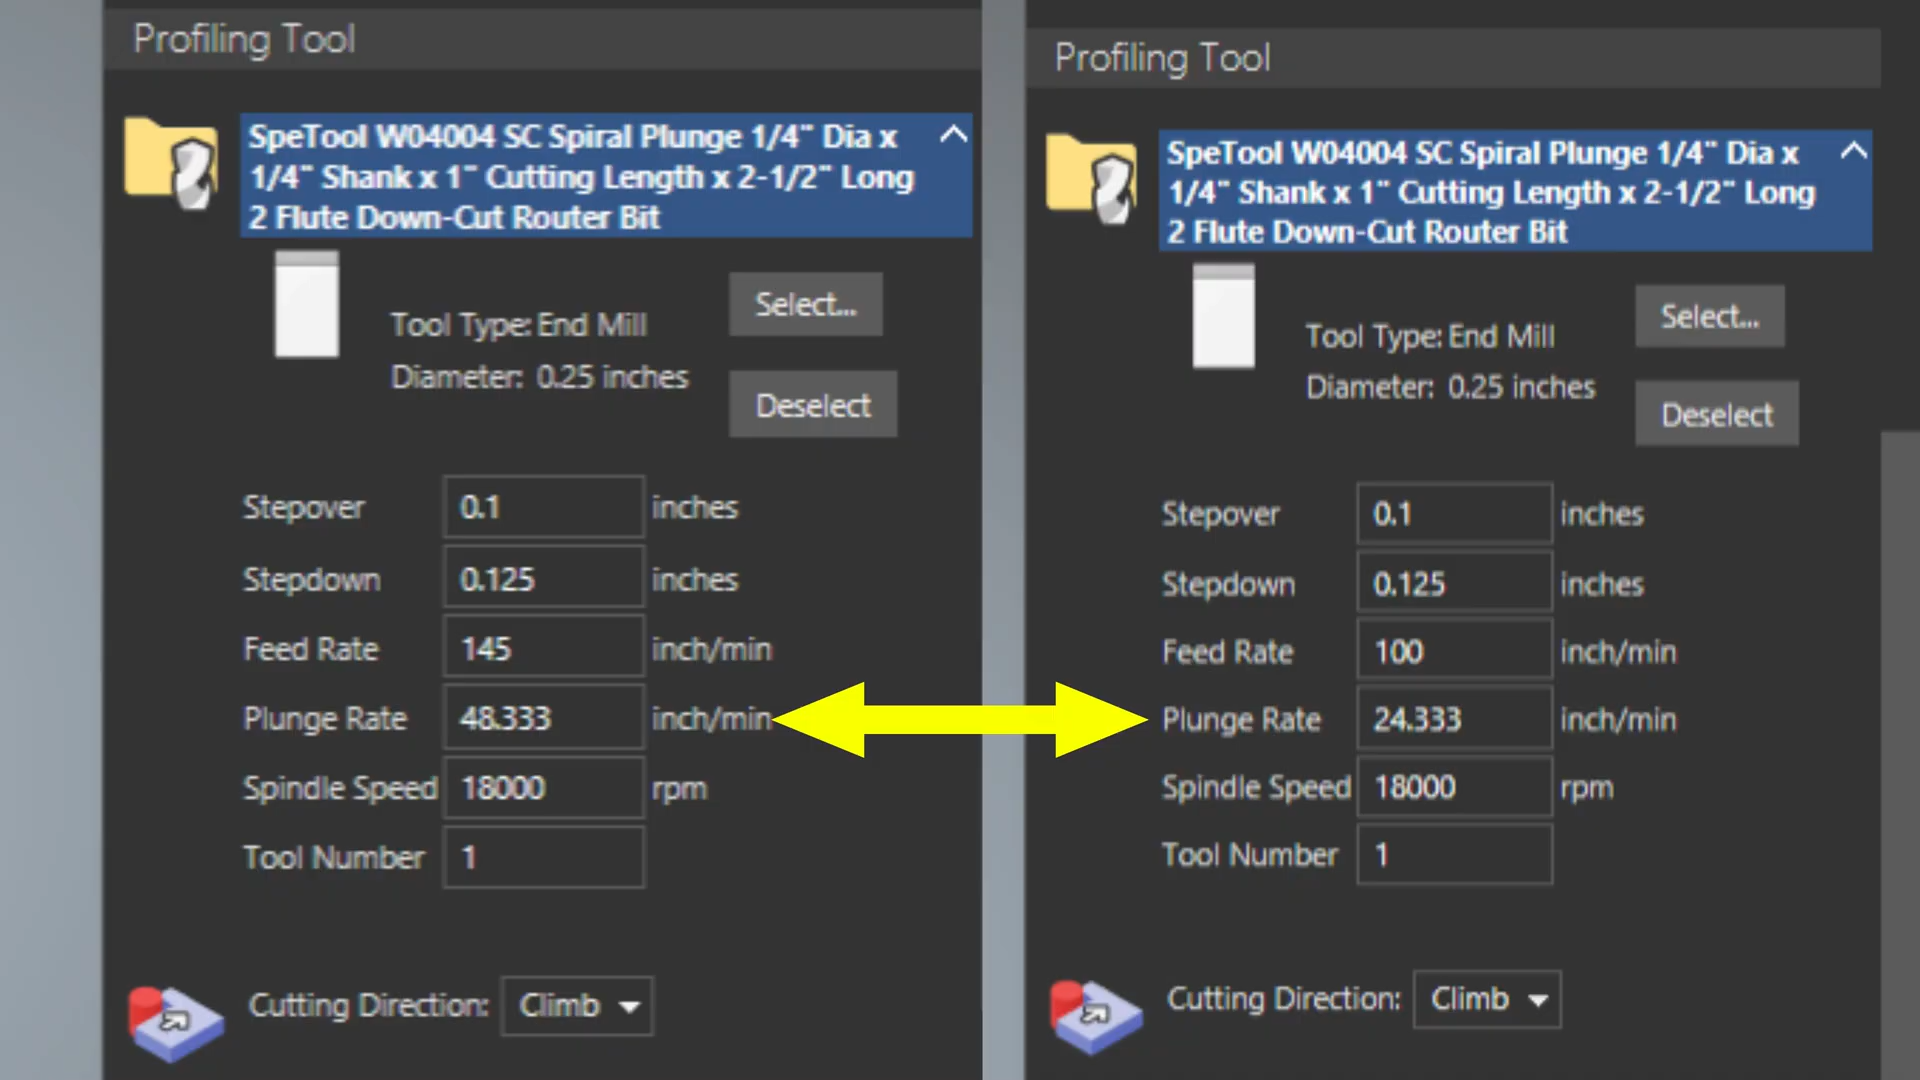 Profiling Tool
SpeTool W04004 SC Spiral Plunge 1/4" Dia x
1/4" Shank x 1" Cutting Length x 2-1/2" Long
2 Flute Down-Cut Router Bit
Tool Type: End Mill
Diameter: 0.25 inches
Select...
Deselect
Stepover 0.1 inches
Stepdown 0.125 inches
Feed Rate 145 inch/min
Plunge Rate 48.333 inch/min
Spindle Speed 18000 rpm
Tool Number 1
Cutting Direction: Climb
Profiling Tool
SpeTool W04004 SC Spiral Plunge 1/4" Dia x
1/4" Shank x 1" Cutting Length x 2-1/2" Long
2 Flute Down-Cut Router Bit
Tool Type: End Mill
Diameter: 0.25 inches
Select...
Deselect
Stepover 0.1 inches
Stepdown 0.125 inches
Feed Rate 100 inch/min
Plunge Rate 24.333 inch/min
Spindle Speed 18000 rpm
Tool Number 1
Cutting Direction: Climb